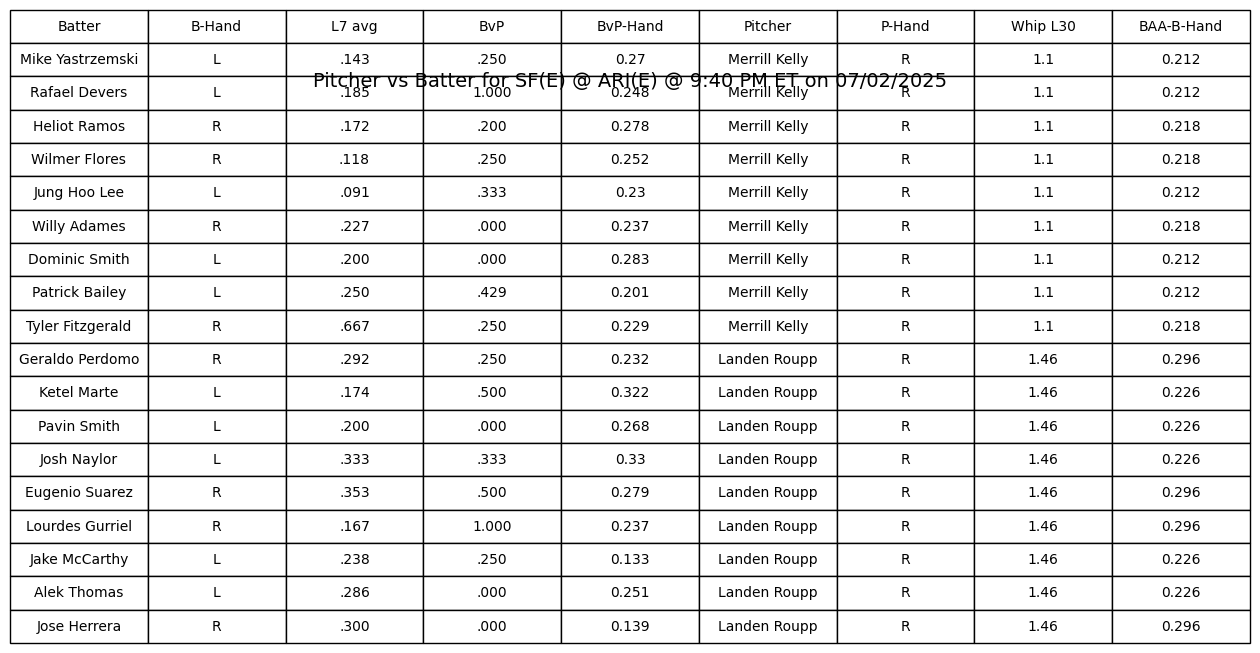 Batter B-Hand L7 avg BvP BvP-Hand Pitcher P-Hand Whip L30 BAA-B-Hand
Mike Yastrzemski L .143 .250 0.27 Merrill Kelly R 1.1 0.212
Pitcher vs Batter for SF(E) @ ARI(E) @ 9:40 PM ET on 07/02/2025
Rafael Devers L .185 1.000 0.248 Merrill Kelly R 1.1 0.212
Heliot Ramos R .172 .200 0.278 Merrill Kelly R 1.1 0.218
Wilmer Flores R .118 .250 0.252 Merrill Kelly R 1.1 0.218
Jung Hoo Lee L .091 .333 0.23 Merrill Kelly R 1.1 0.212
Willy Adames R .227 .000 0.237 Merrill Kelly R 1.1 0.218
Dominic Smith L .200 .000 0.283 Merrill Kelly R 1.1 0.212
Patrick Bailey L .250 .429 0.201 Merrill Kelly R 1.1 0.212
Tyler Fitzgerald R .667 .250 0.229 Merrill Kelly R 1.1 0.218
Geraldo Perdomo R .292 .250 0.232 Landen Roupp R 1.46 0.296
Ketel Marte L .174 .500 0.322 Landen Roupp R 1.46 0.226
Pavin Smith L .200 .000 0.268 Landen Roupp R 1.46 0.226
Josh Naylor L .333 .333 0.33 Landen Roupp R 1.46 0.226
Eugenio Suarez R .353 .500 0.279 Landen Roupp R 1.46 0.296
Lourdes Gurriel R .167 1.000 0.237 Landen Roupp R 1.46 0.296
Jake McCarthy L .238 .250 0.133 Landen Roupp R 1.46 0.226
Alek Thomas L .286 .000 0.251 Landen Roupp R 1.46 0.226
Jose Herrera R .300 .000 0.139 Landen Roupp R 1.46 0.296